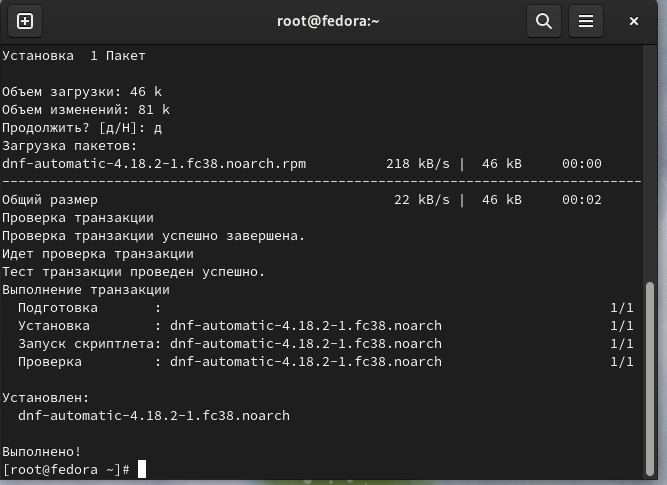 root@fedora:~
Установка 1 Пакет
Объем загрузки: 46 k
Объем изменений: 81 k
Продолжить? [д/Н]: д
Загрузка пакетов:
dnf-automatic-4.18.2-1.fc38.noarch.rpm 218 kB/s | 46 kB 00:00
--------------------------------------------------------------------------------
Общий размер 22 kB/s | 46 kB 00:02
Проверка транзакции
Проверка транзакции успешно завершена.
Идет проверка транзакции
Тест транзакции проведен успешно.
Выполнение транзакции
Подготовка : 1/1
Установка : dnf-automatic-4.18.2-1.fc38.noarch 1/1
Запуск скриптлета: dnf-automatic-4.18.2-1.fc38.noarch 1/1
Проверка : dnf-automatic-4.18.2-1.fc38.noarch 1/1
Установлен:
dnf-automatic-4.18.2-1.fc38.noarch
Выполнено!
[root@fedora ~]#